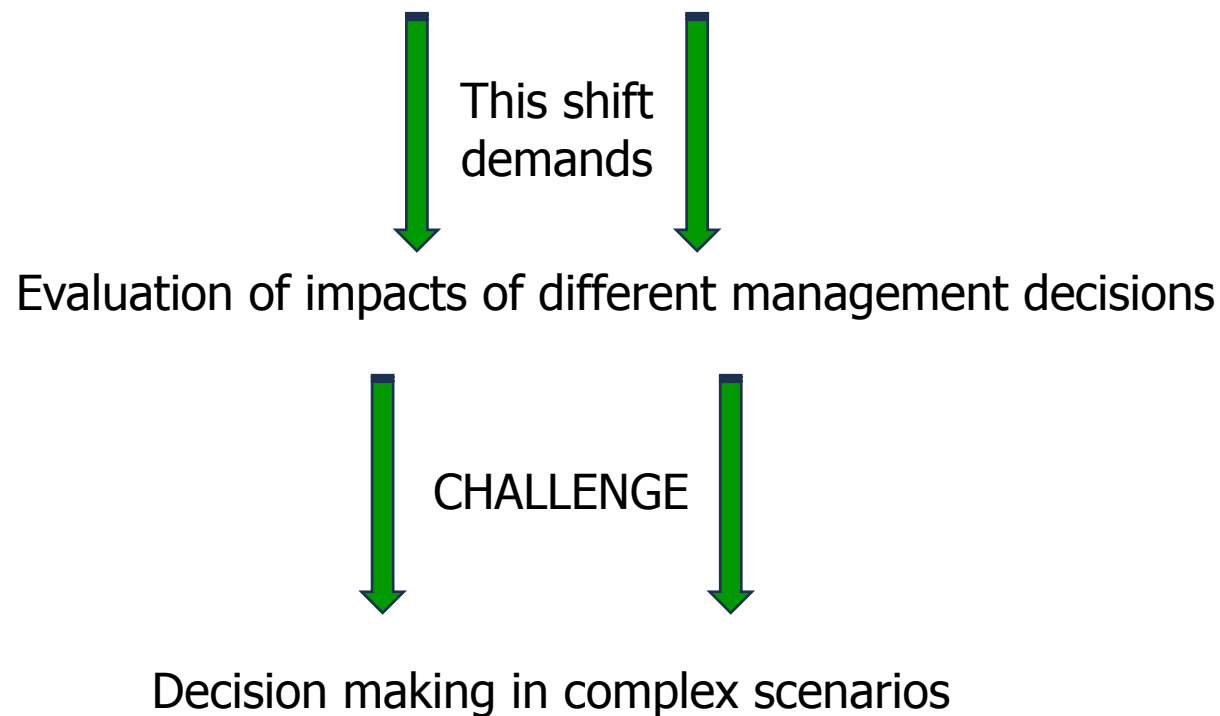 This shift
demands
Evaluation of impacts of different management decisions
CHALLENGE
Decision making in complex scenarios